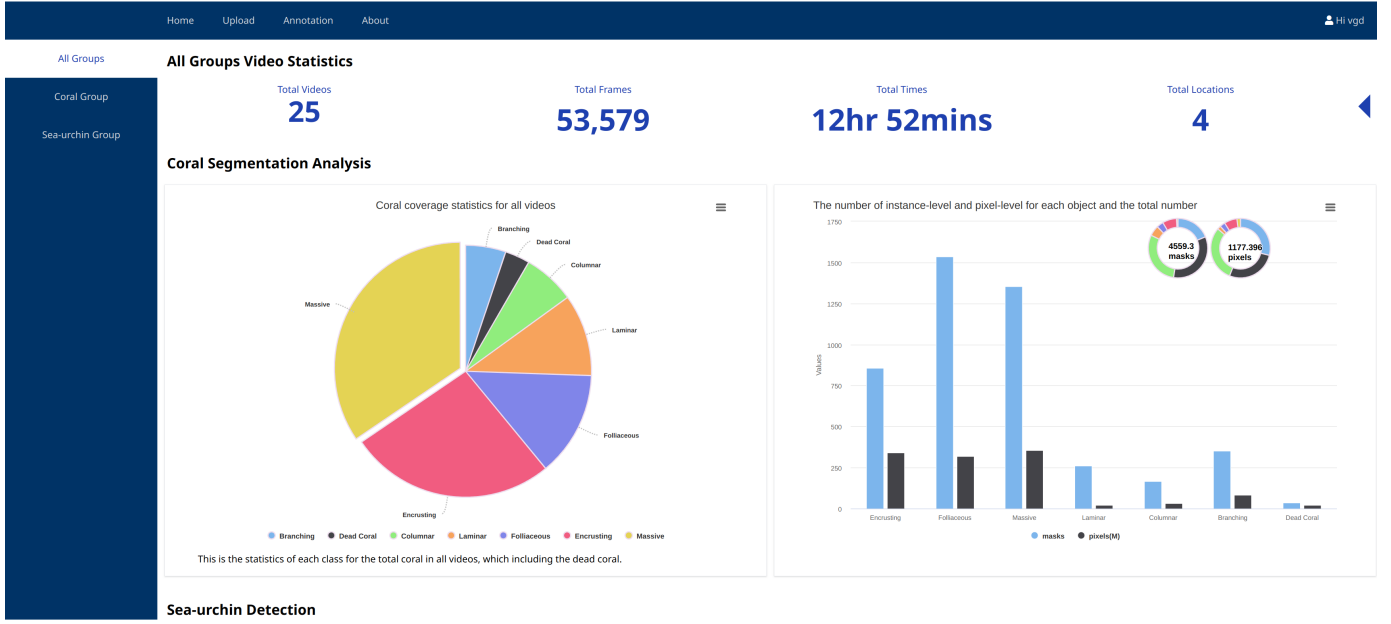 Home Upload Annotation About Hi vgd
All Groups
Coral Group
Sea-urchin Group
All Groups Video Statistics
Total Videos
25
Total Frames
53,579
Total Times
12hr 52mins
Total Locations
4
Coral Segmentation Analysis
Coral coverage statistics for all videos
Branching
Dead Coral
Columnar
Laminar
Folliaceous
Encrusting
Massive
Branching Dead Coral Columnar Laminar Folliaceous Encrusting Massive
This is the statistics of each class for the total coral in all videos, which including the dead coral.
The number of instance-level and pixel-level for each object and the total number
4559.3
masks
1177.396
pixels
Values
1750
1500
1250
1000
750
500
250
0
Encrusting Folliaceous Massive Laminar Columnar Branching Dead Coral
masks pixels(M)
Sea-urchin Detection